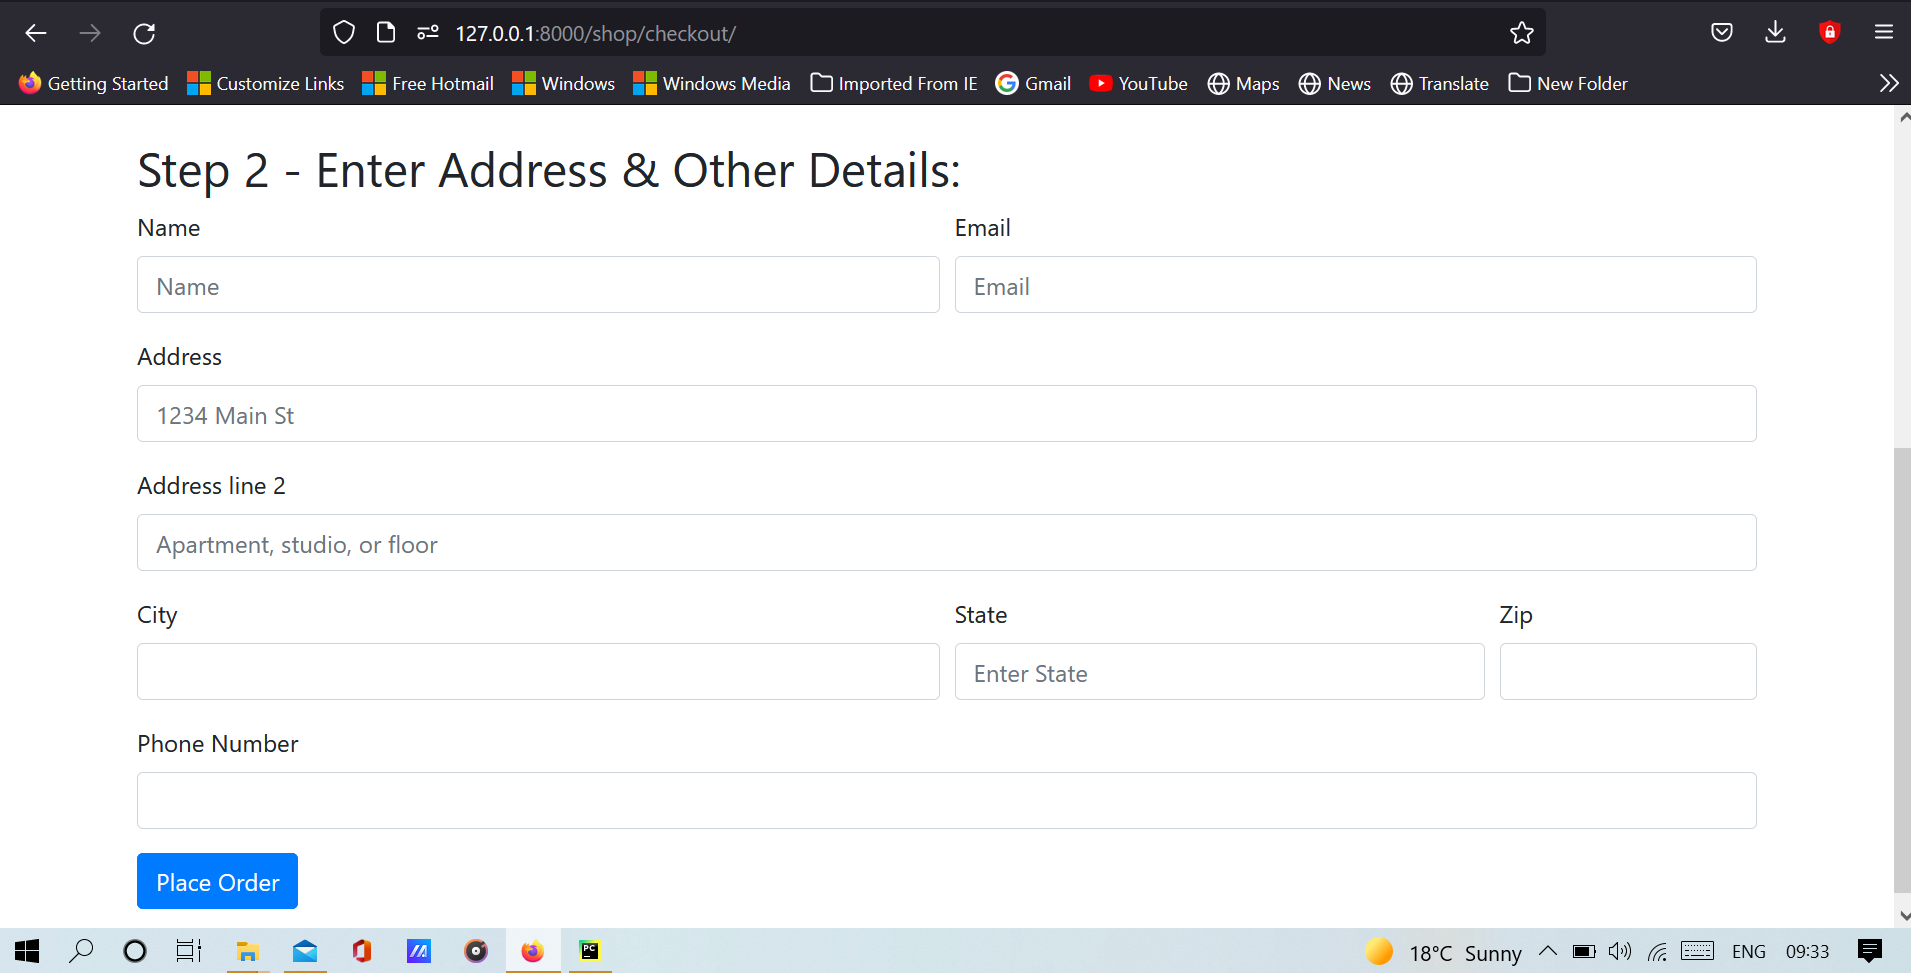 127.0.0.1:8000/shop/checkout/
Getting Started Customize Links Free Hotmail Windows Windows Media Imported From IE Gmail YouTube Maps News Translate New Folder
Step 2 - Enter Address & Other Details:
Name Email
Name Email
Address
1234 Main St
Address line 2
Apartment, studio, or floor
City State Zip
Enter State
Phone Number
Place Order
PC 18°C Sunny ENG 09:33